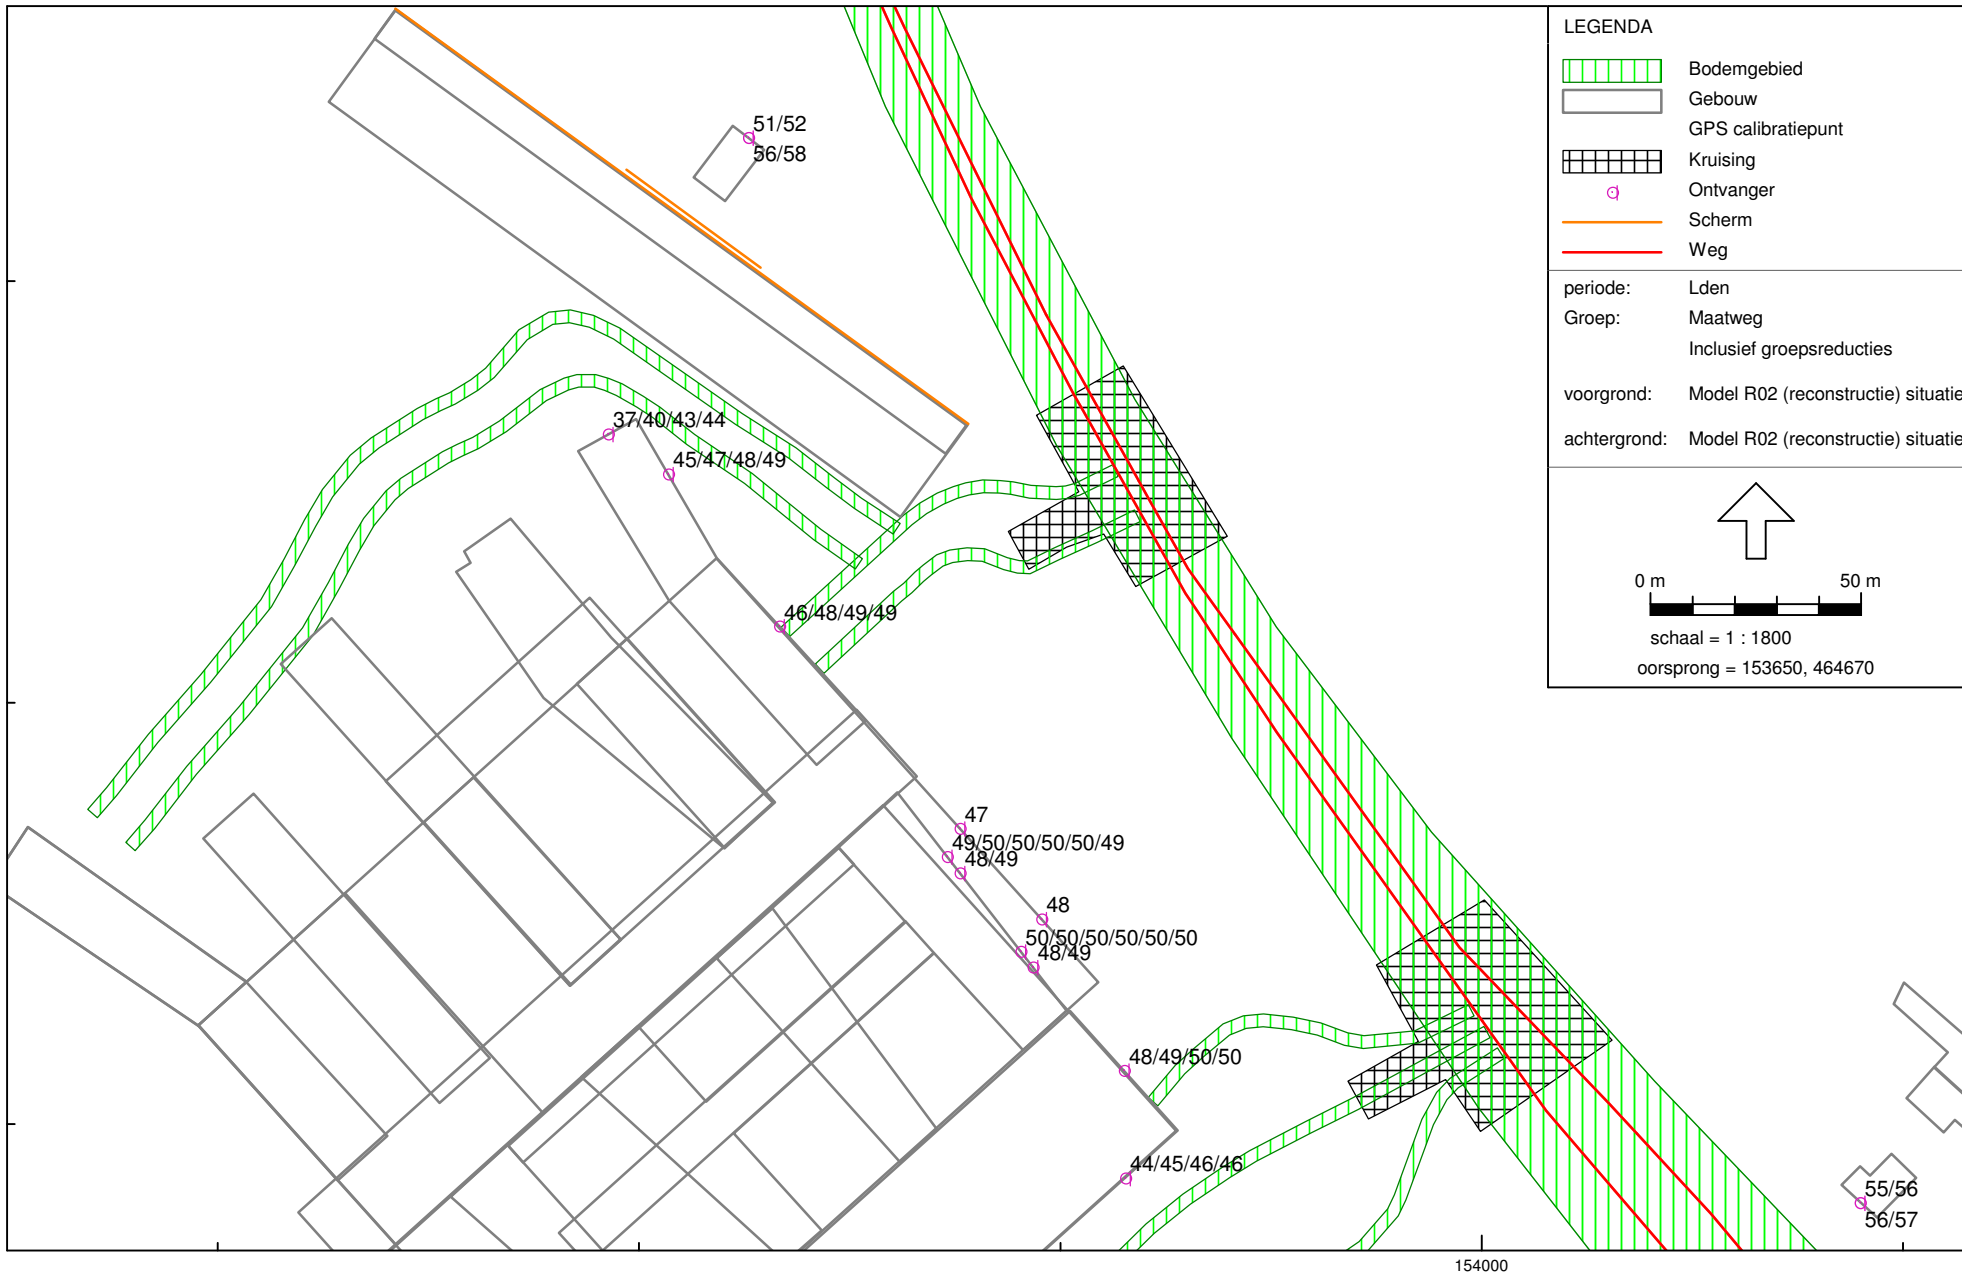 LEGENDA
Bodemgebied
Gebouw
GPS calibratiepunt
Kruising
Ontvanger
Scherm
Weg
periode: Lden
Groep: Maatweg
Inclusief groepsreducties
voorgrond: Model R02 (reconstructie) situatie
achtergrond: Model R02 (reconstructie) situatie
0 m 50 m
schaal = 1 : 1800
oorsprong = 153650, 464670
51/52
56/58
37/40/43/44
45/47/48/49
46/48/49/49
47
49/50/50/50/50/49
48/49
48
50/50/50/50/50/50
48/49
48/49/50/50
44/45/46/46
55/56
56/57
154000